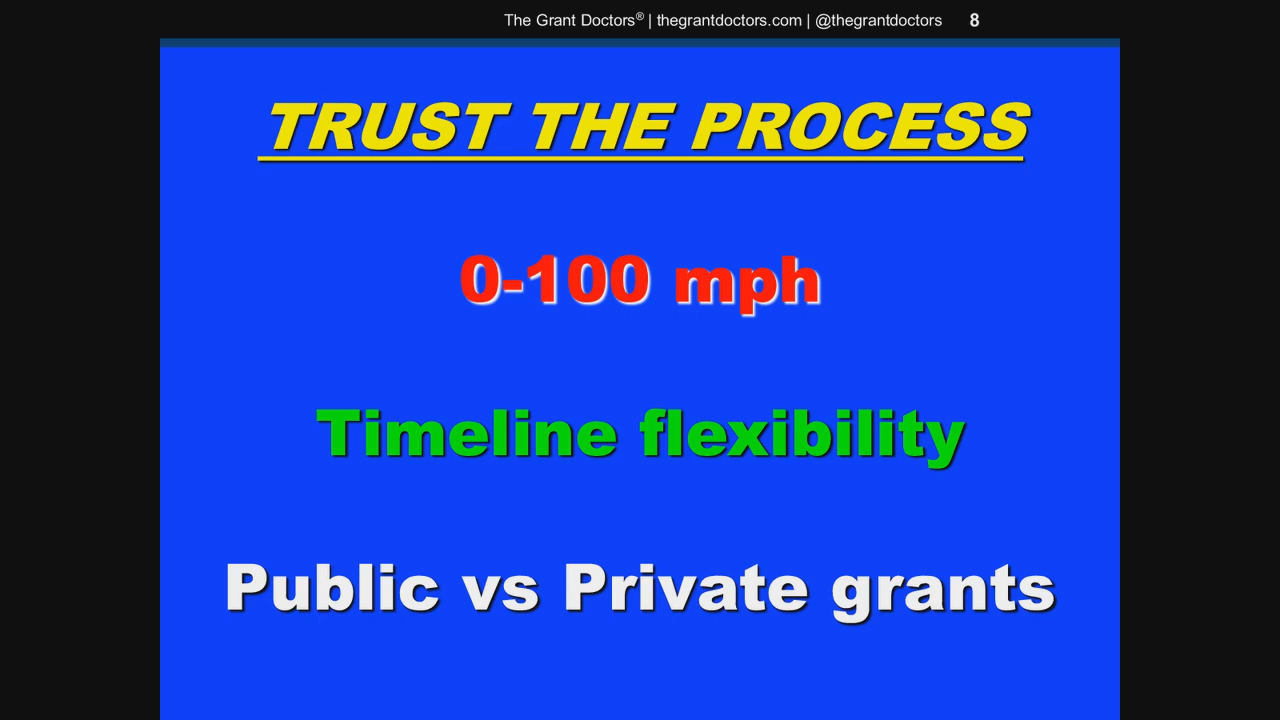 The Grant Doctors® | thegrantdoctors.com | @thegrantdoctors 8
TRUST THE PROCESS
0-100 mph
Timeline flexibility
Public vs Private grants